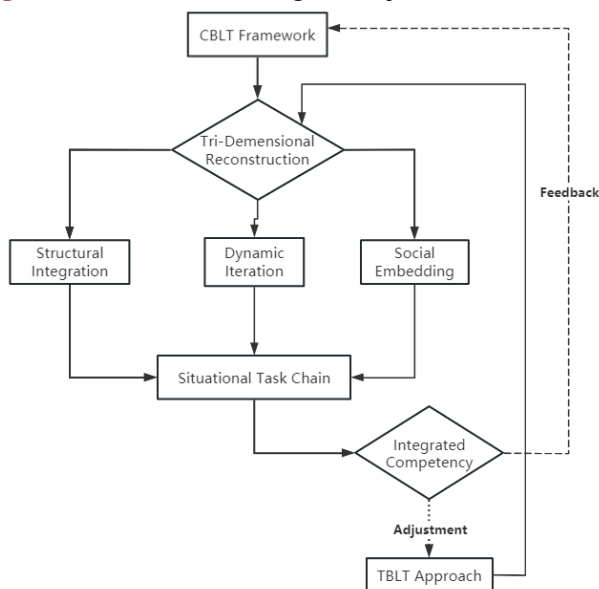 CBLT Framework
Tri-Demensional
Reconstruction
Feedback
Structural
Integration
Dynamic
Iteration
Social
Embedding
Situational Task Chain
Integrated
Competency
Adjustment
TBLT Approach